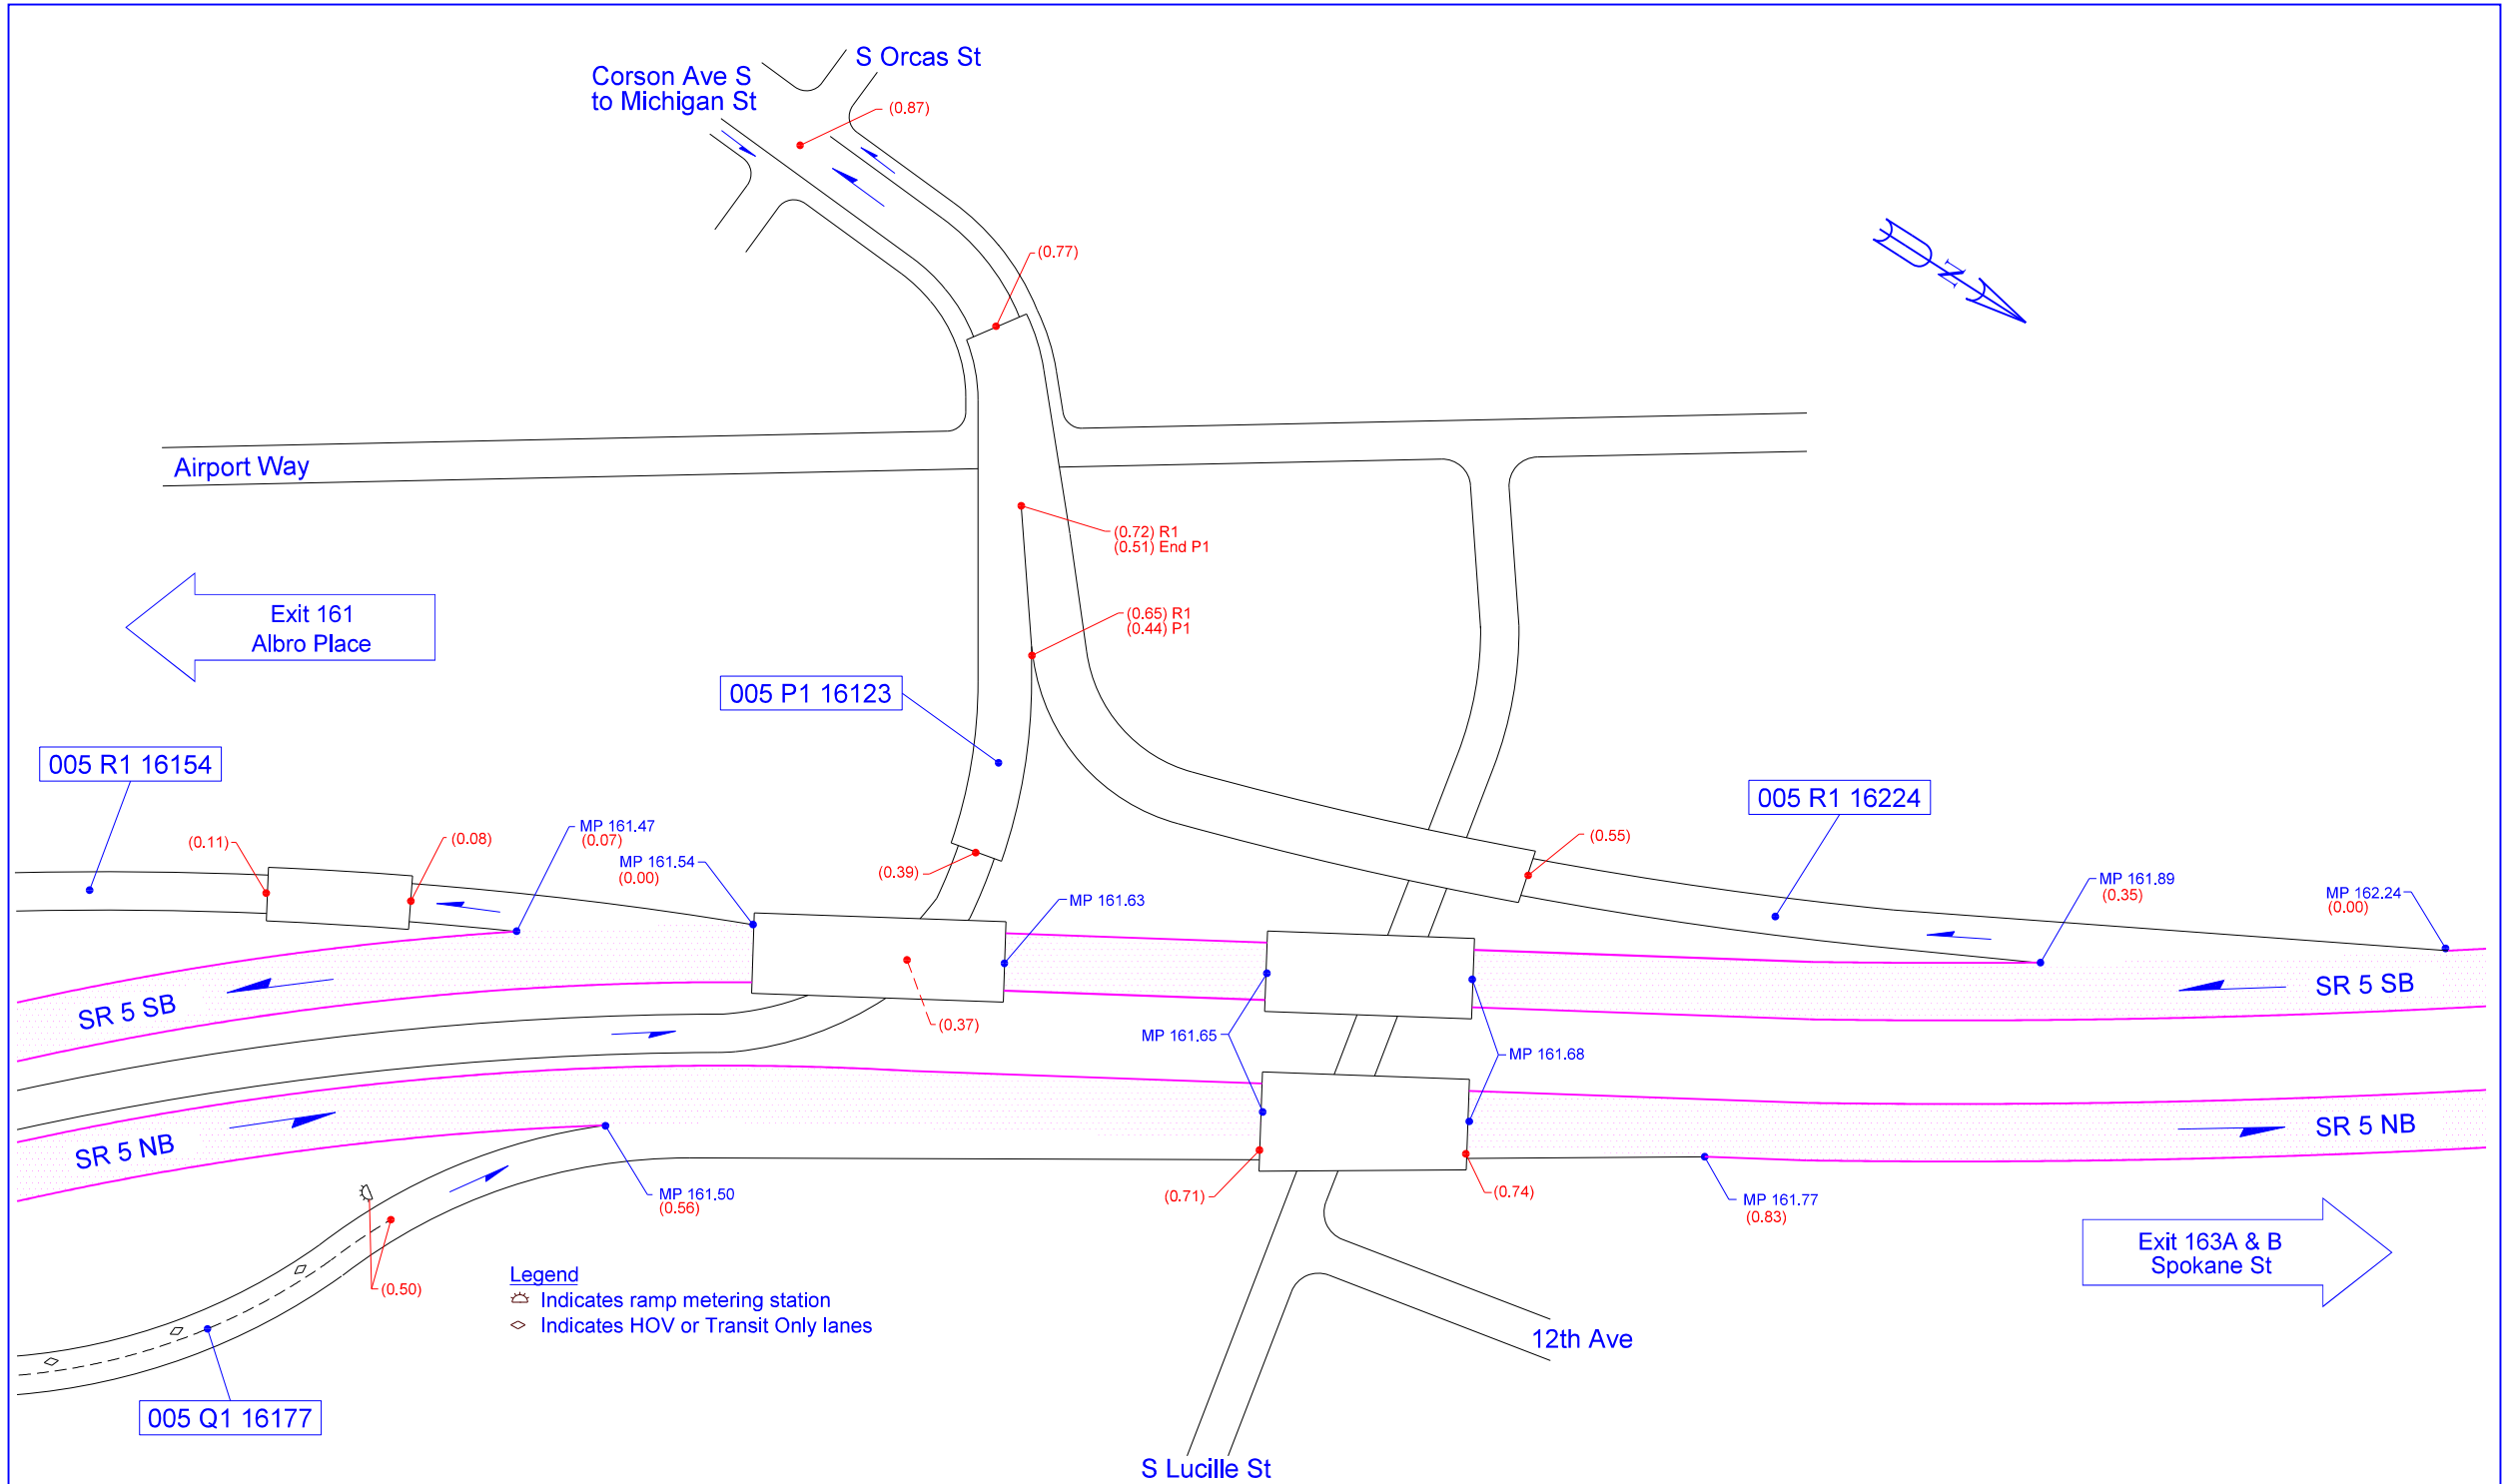 S Orcas St
Corson Ave S
to Michigan St
(0.87)
(0.77)
N
Airport Way
(0.72) R1
(0.51) End P1
Exit 161
Albro Place
(0.65) R1
(0.44) P1
005 P1 16123
005 R1 16154
005 R1 16224
(0.11)
(0.08)
MP 161.47
(0.07)
MP 161.54
(0.00)
(0.39)
MP 161.63
(0.55)
MP 161.89
(0.35)
MP 162.24
(0.00)
SR 5 SB
SR 5 SB
(0.37)
MP 161.65
MP 161.68
SR 5 NB
SR 5 NB
MP 161.50
(0.56)
(0.71)
(0.74)
MP 161.77
(0.83)
Exit 163A & B
Spokane St
(0.50)
Legend
Indicates ramp metering station
Indicates HOV or Transit Only lanes
12th Ave
005 Q1 16177
S Lucille St